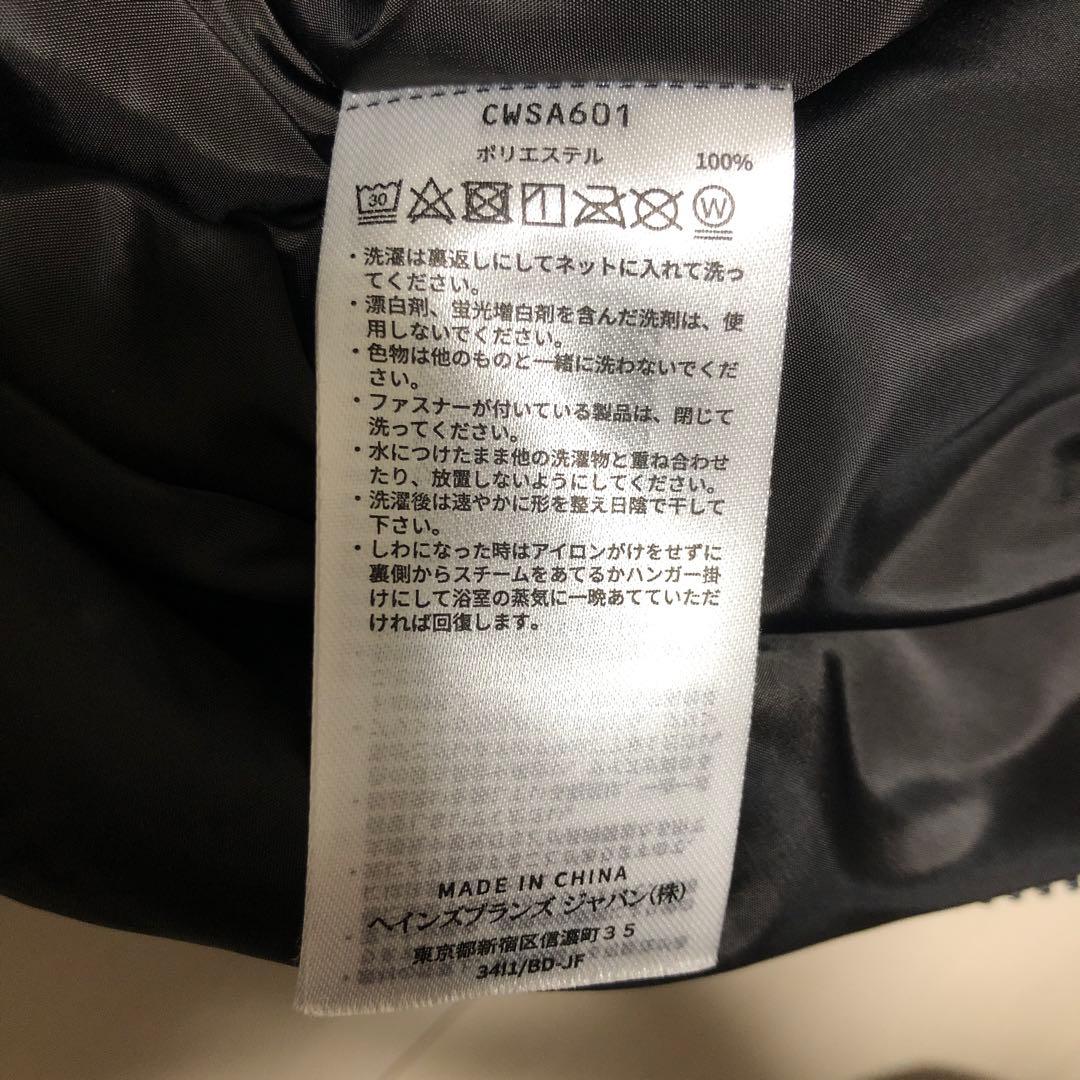 CWSA601
ポリエステル 100%
30 W
・洗濯は裏返しにしてネットに入れて洗っ
てください。
・漂白剤、蛍光増白剤を含んだ洗剤は、使
用しないでください。
・色物は他のものと一緒に洗わないでくだ
さい。
・ファスナーが付いている製品は、閉じて
洗ってください。
・水につけたまま他の洗濯物と重ね合わせ
たり、放置しないようにしてください。
・洗濯後は速やかに形を整え日陰で干して
下さい。
・しわになった時はアイロンがけをせずに
裏側からスチームをあてるかハンガー掛
けにして浴室の蒸気に一晩あてていただ
ければ回復します。
MADE IN CHINA
ヘインズブランズ ジャパン(株)
東京都新宿区信濃町35